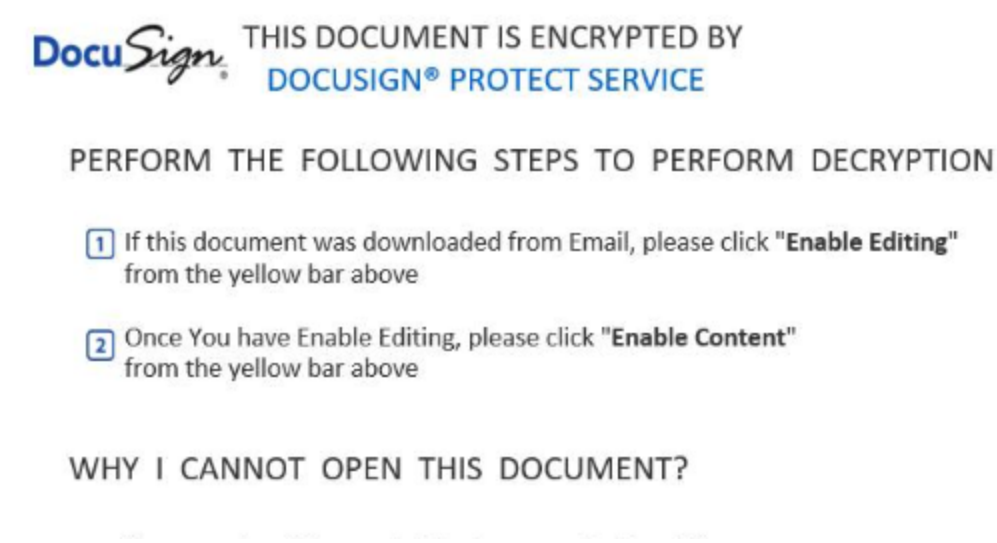 DocuSign®
THIS DOCUMENT IS ENCRYPTED BY
DOCUSIGN® PROTECT SERVICE
PERFORM THE FOLLOWING STEPS TO PERFORM DECRYPTION
1 If this document was downloaded from Email, please click "Enable Editing"
from the yellow bar above
2 Once You have Enable Editing, please click "Enable Content"
from the yellow bar above
WHY I CANNOT OPEN THIS DOCUMENT?